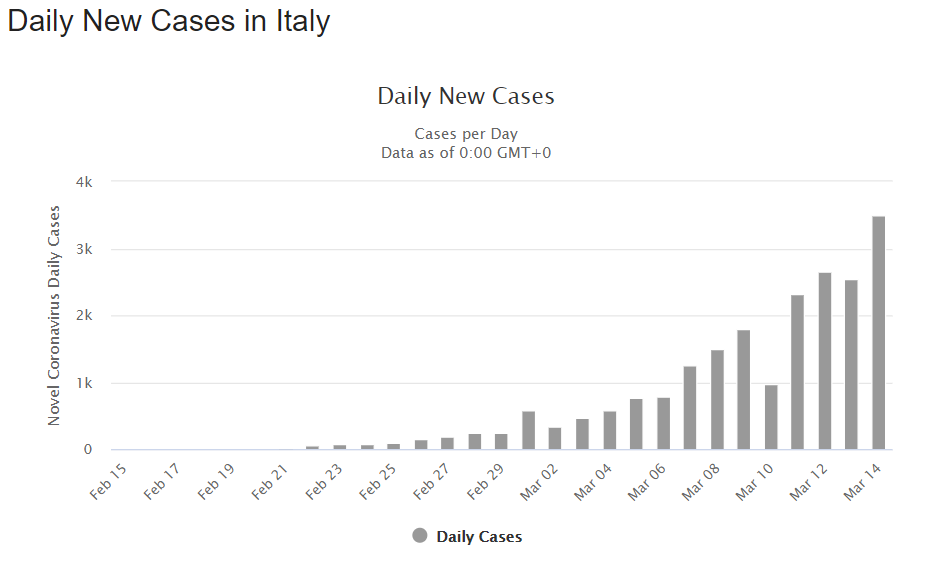 Daily New Cases in Italy
Daily New Cases
Cases per Day
Data as of 0:00 GMT+0
Novel Coronavirus Daily Cases
4k
3k
2k
1k
0
Feb 15
Feb 17
Feb 19
Feb 21
Feb 23
Feb 25
Feb 27
Feb 29
Mar 02
Mar 04
Mar 06
Mar 08
Mar 10
Mar 12
Mar 14
Daily Cases